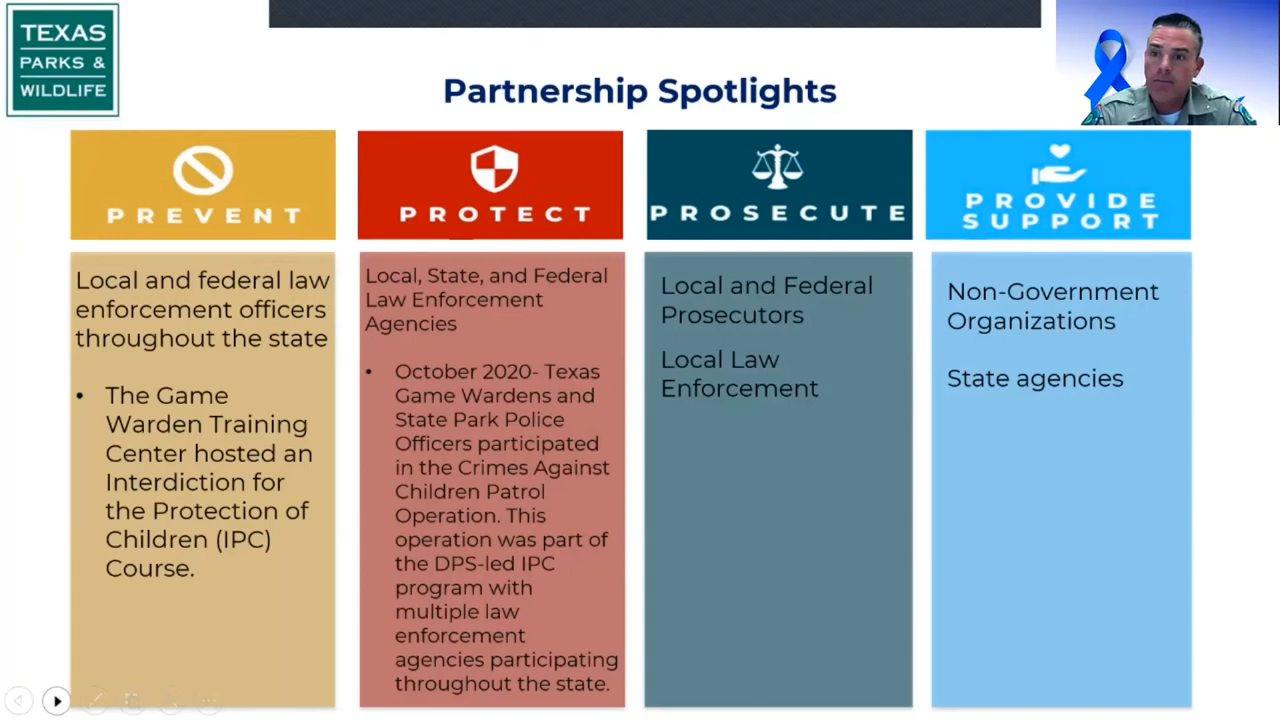 TEXAS
PARKS &
WILDLIFE
Partnership Spotlights
PREVENT
Local and federal law
enforcement officers
throughout the state
• The Game
Warden Training
Center hosted an
Interdiction for
the Protection of
Children (IPC)
Course.
PROTECT
Local, State, and Federal
Law Enforcement
Agencies
• October 2020- Texas
Game Wardens and
State Park Police
Officers participated
in the Crimes Against
Children Patrol
Operation. This
operation was part of
the DPS-led IPC
program with
multiple law
enforcement
agencies participating
throughout the state.
PROSECUTE
Local and Federal
Prosecutors
Local Law
Enforcement
PROVIDE
SUPPORT
Non-Government
Organizations
State agencies